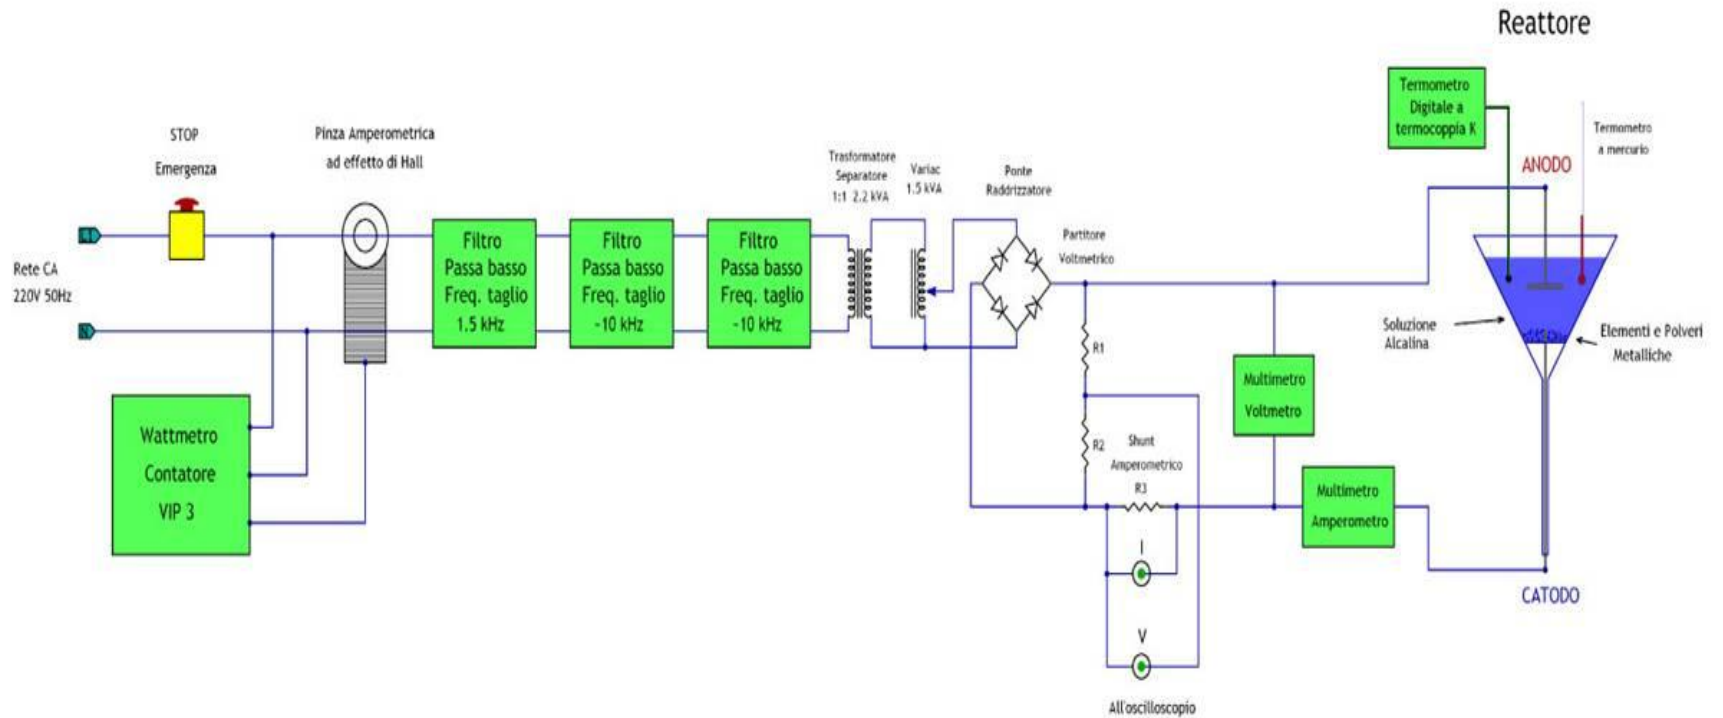 Reattore
Termometro
Digitale a
termocoppia K
Termometro
a mercurio
ANODO
STOP
Emergenza
Pinza Amperometrica
ad effetto di Hall
Trasformatore
Separatore
1:1 2.2 kVA
Variac
1.5 kVA
Ponte
Raddrizzatore
Partitore
Voltmetrico
L1
Rete CA
220V 50Hz
N
Filtro
Passa basso
Freq. taglio
1.5 kHz
Filtro
Passa basso
Freq. taglio
~10 kHz
Filtro
Passa basso
Freq. taglio
~10 kHz
Soluzione
Alcalina
Elementi e Polveri
Metalliche
R1
R2
Multimetro
Voltmetro
Shunt
Amperometrico
R3
Multimetro
Amperometro
Wattmetro
Contatore
VIP 3
I
V
CATODO
All'oscilloscopio